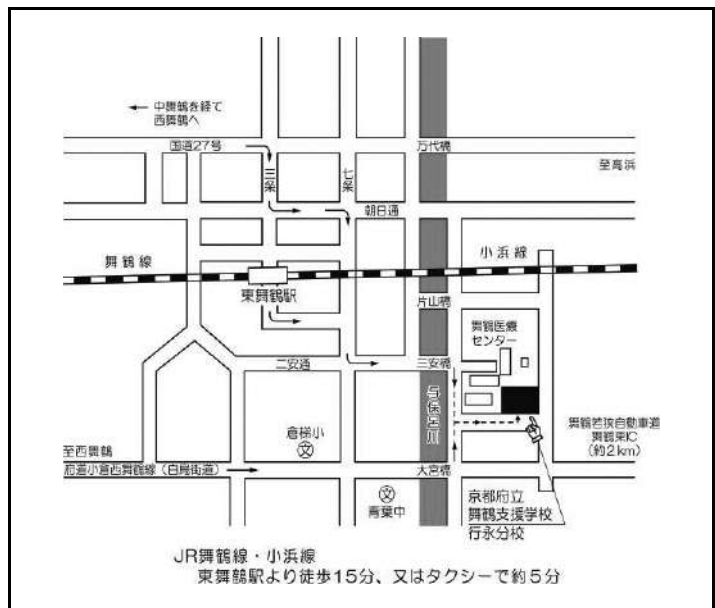 ← 中舞鶴を経て
西舞鶴へ
国道27号
万代橋
至高浜
三条
七条
朝日通
舞鶴線
小浜線
東舞鶴駅
片山橋
舞鶴医療
センター
二安通
三安橋
与保呂川
倉梯小
文
至西舞鶴
府道小倉西舞鶴線（白鳥街道）
大宮橋
舞鶴若狭自動車道
舞鶴東IC
(約2km)
文
青葉中
京都府立
舞鶴支援学校
行永分校
JR舞鶴線・小浜線
東舞鶴駅より徒歩15分、又はタクシーで約5分